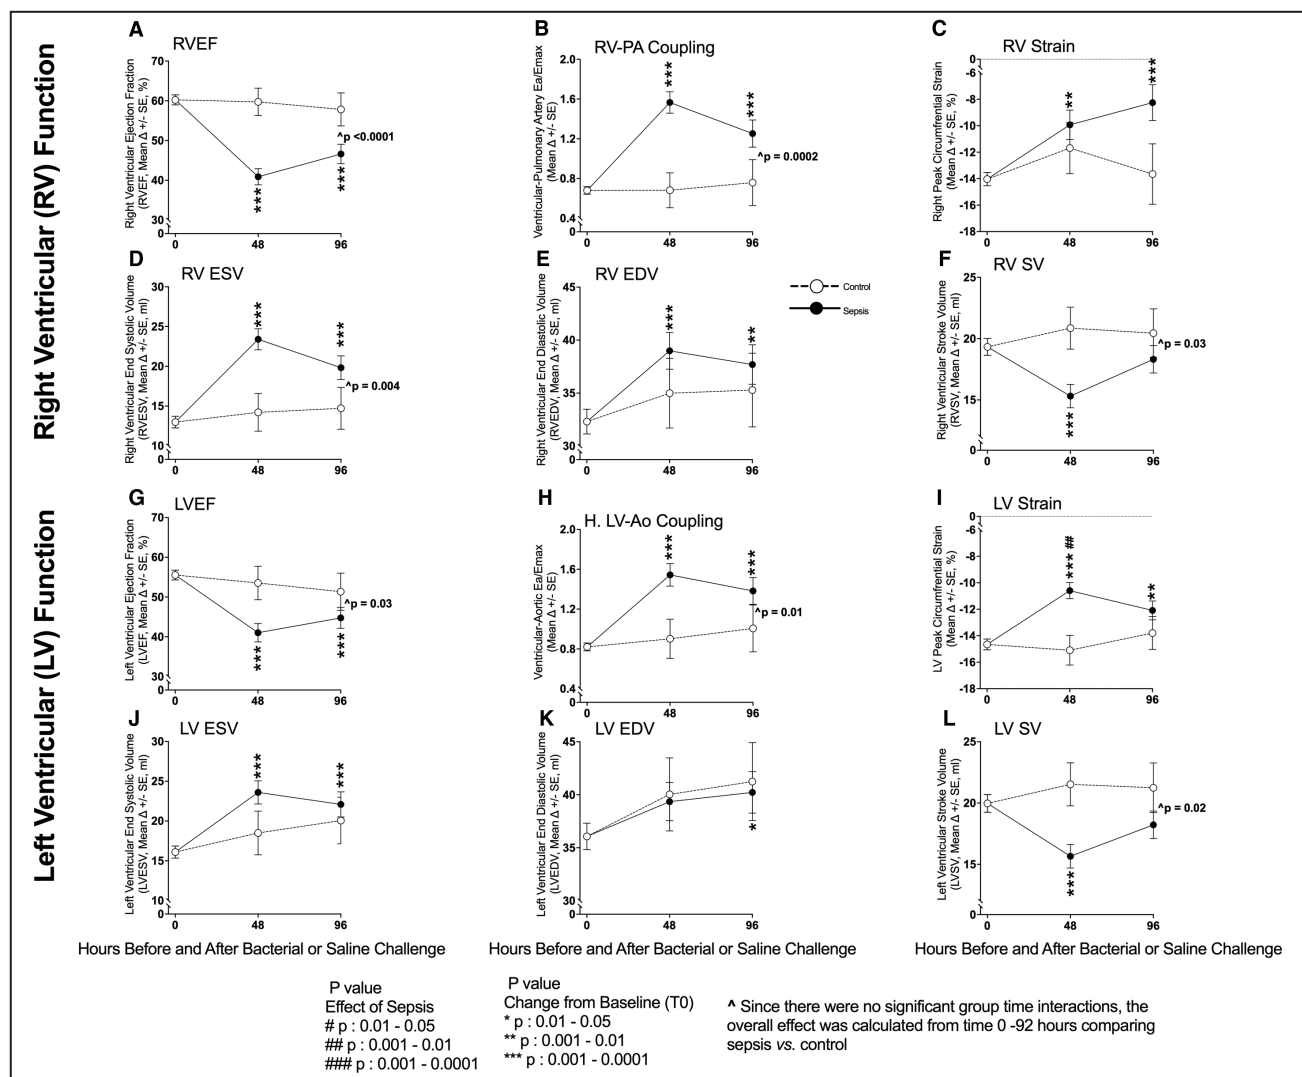 Right Ventricular (RV) Function
A
RVEF
Right Ventricular Ejection Fraction
(RVEF, Mean Δ +/- SE, %)
70
60
50
40
30
0
^p <0.0001
***
***
0 48 96
B
RV-PA Coupling
Ventricular-Pulmonary Artery Ea/Emax
(Mean Δ +/- SE)
2.0
1.6
1.2
0.8
0.4
0
***
***
^p = 0.0002
0 48 96
C
RV Strain
Right Peak Circumfrential Strain
(Mean Δ +/- SE, %)
0
-6
-8
-10
-12
-14
-16
-18
**
***
0 48 96
D
RV ESV
Right Ventricular End Systolic Volume
(RVESV, Mean Δ +/- SE, ml)
30
25
20
15
10
0
***
***
^p = 0.004
0 48 96
E
RV EDV
Right Ventricular End Diastolic Volume
(RVEDV, Mean Δ +/- SE, ml)
45
40
35
30
0
***
**
0 48 96
Control
Sepsis
F
RV SV
Right Ventricular Stroke Volume
(RVSV, Mean Δ +/- SE, ml)
25
20
15
0
^p = 0.03
***
0 48 96
Left Ventricular (LV) Function
G
LVEF
Left Ventricular Ejection Fraction
(LVEF, Mean Δ +/- SE, %)
70
60
50
40
30
0
^p = 0.03
***
***
0 48 96
H
H. LV-Ao Coupling
Ventricular-Aortic Ea/Emax
(Mean Δ +/- SE)
2.0
1.6
1.2
0.8
0.4
0
***
***
^p = 0.01
0 48 96
I
LV Strain
LV Peak Circumfrential Strain
(Mean Δ +/- SE, %)
0
-6
-8
-10
-12
-14
-16
-18
*** ##
**
0 48 96
J
LV ESV
Left Ventricular End Systolic Volume
(LVESV, Mean Δ +/- SE, ml)
30
25
20
15
10
0
***
***
0 48 96
K
LV EDV
Left Ventricular End Diastolic Volume
(LVEDV, Mean Δ +/- SE, ml)
45
40
35
30
0
*
0 48 96
L
LV SV
Left Ventricular Stroke Volume
(LVSV, Mean Δ +/- SE, ml)
25
20
15
0
^p = 0.02
***
0 48 96
Hours Before and After Bacterial or Saline Challenge
Hours Before and After Bacterial or Saline Challenge
Hours Before and After Bacterial or Saline Challenge
P value
Effect of Sepsis
# p : 0.01 - 0.05
## p : 0.001 - 0.01
### p : 0.001 - 0.0001
P value
Change from Baseline (T0)
* p : 0.01 - 0.05
** p : 0.001 - 0.01
*** p : 0.001 - 0.0001
^ Since there were no significant group time interactions, the
overall effect was calculated from time 0 -92 hours comparing
sepsis vs. control